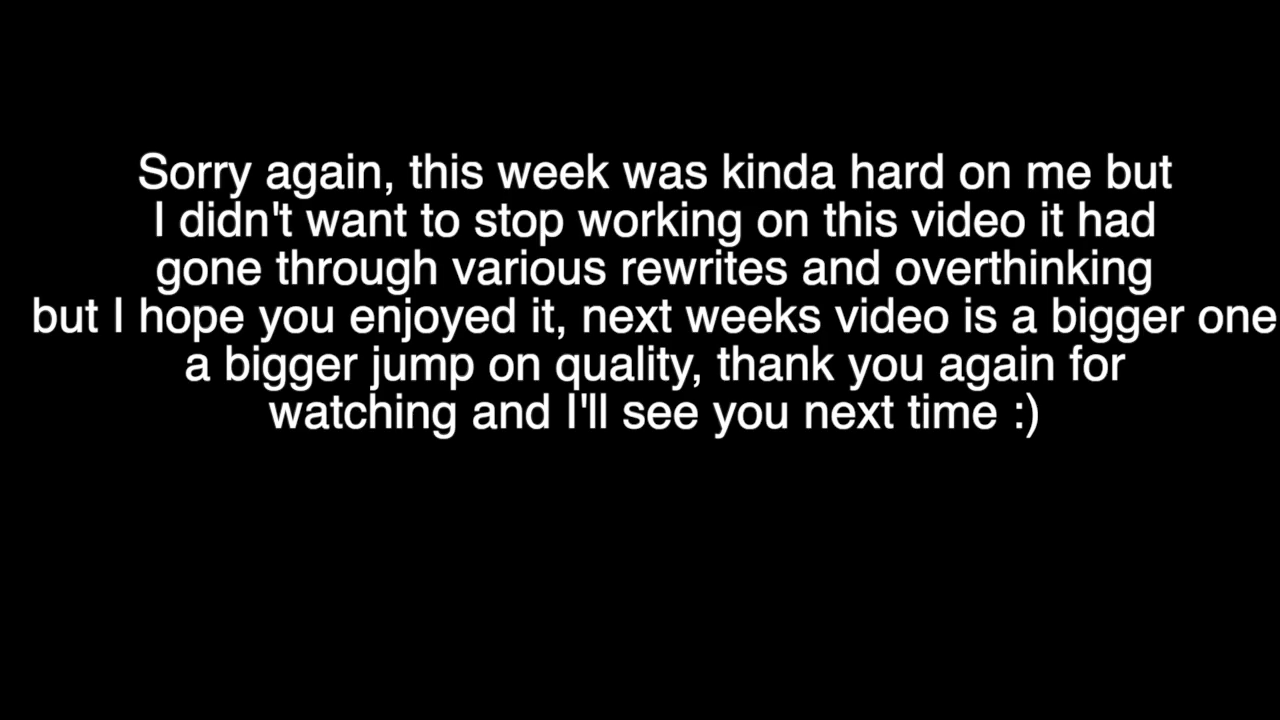 Sorry again, this week was kinda hard on me but
I didn't want to stop working on this video it had
gone through various rewrites and overthinking
but I hope you enjoyed it, next weeks video is a bigger one
a bigger jump on quality, thank you again for
watching and I'll see you next time :)